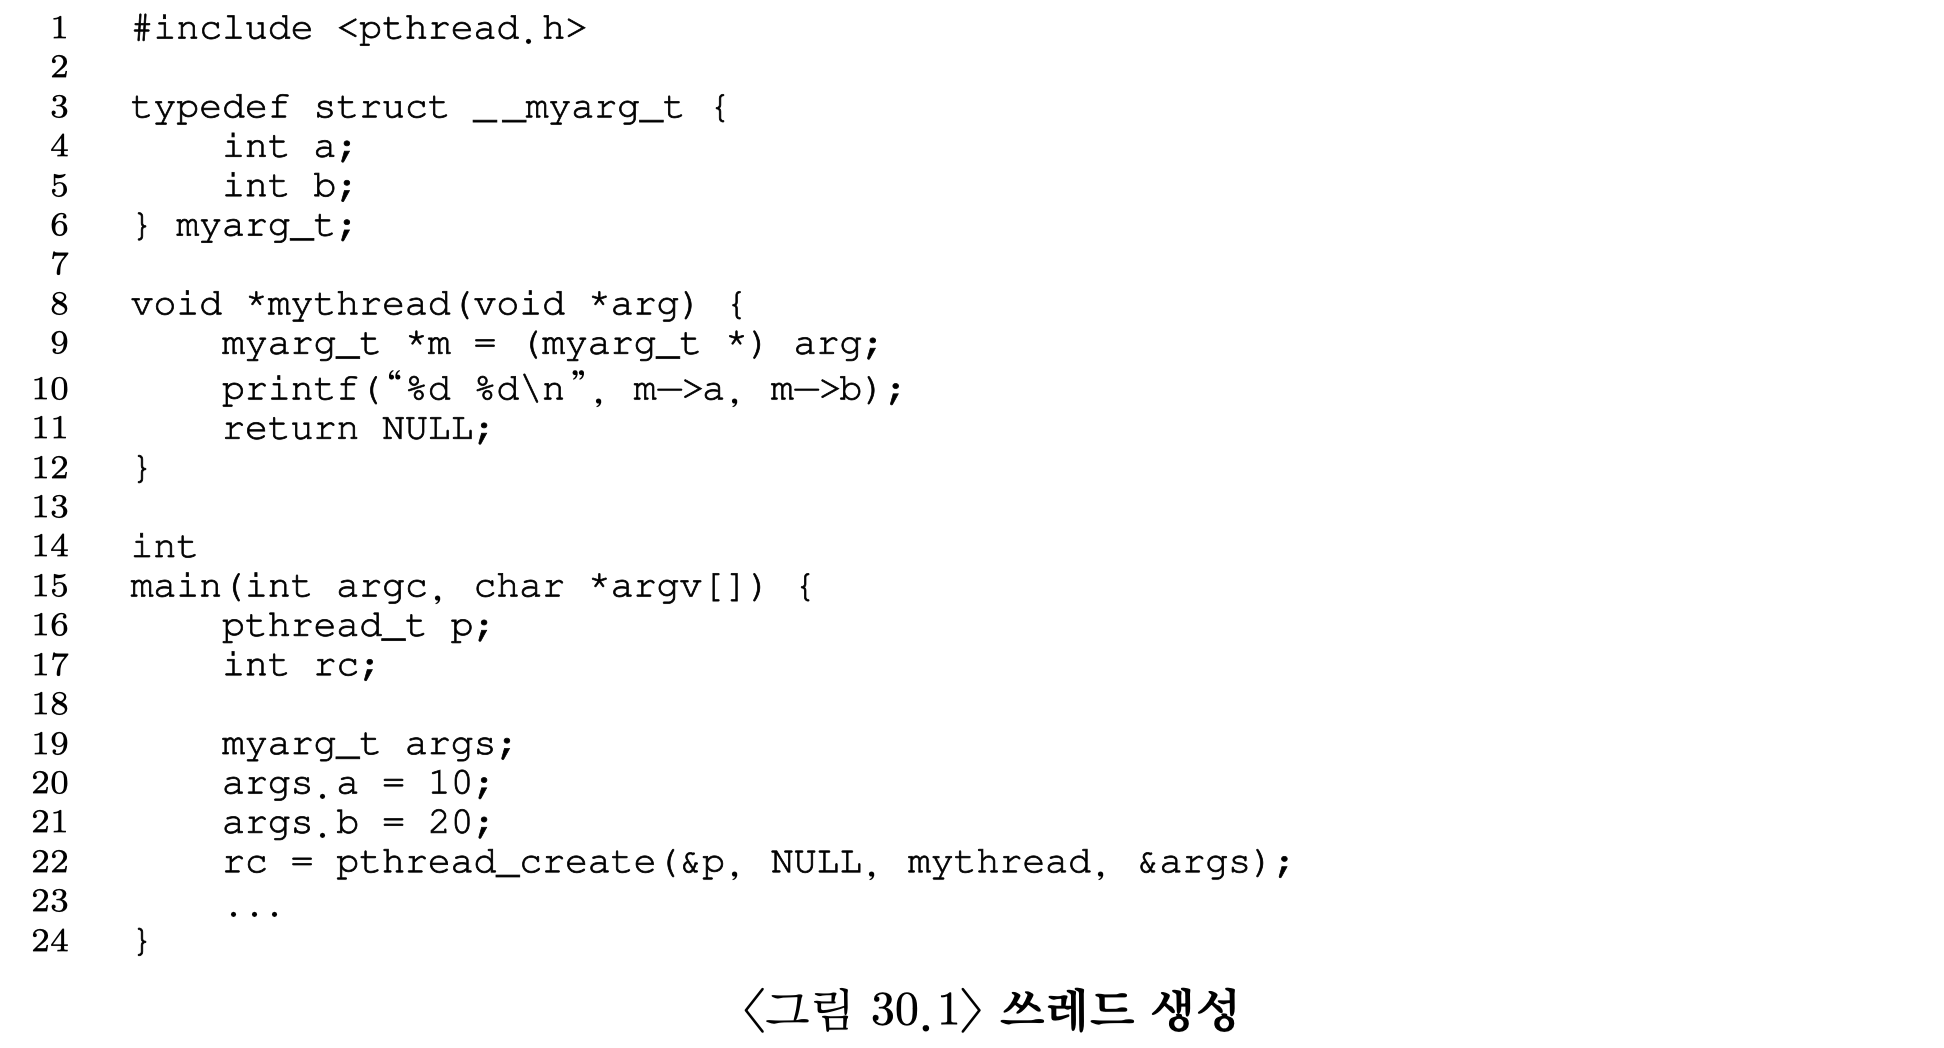 1 #include <pthread.h>
2
3 typedef struct __myarg_t {
4     int a;
5     int b;
6 } myarg_t;
7
8 void *mythread(void *arg) {
9     myarg_t *m = (myarg_t *) arg;
10     printf(“%d %d\n”, m->a, m->b);
11     return NULL;
12 }
13
14 int
15 main(int argc, char *argv[]) {
16     pthread_t p;
17     int rc;
18
19     myarg_t args;
20     args.a = 10;
21     args.b = 20;
22     rc = pthread_create(&p, NULL, mythread, &args);
23     ...
24 }
〈그림 30.1〉 쓰레드 생성